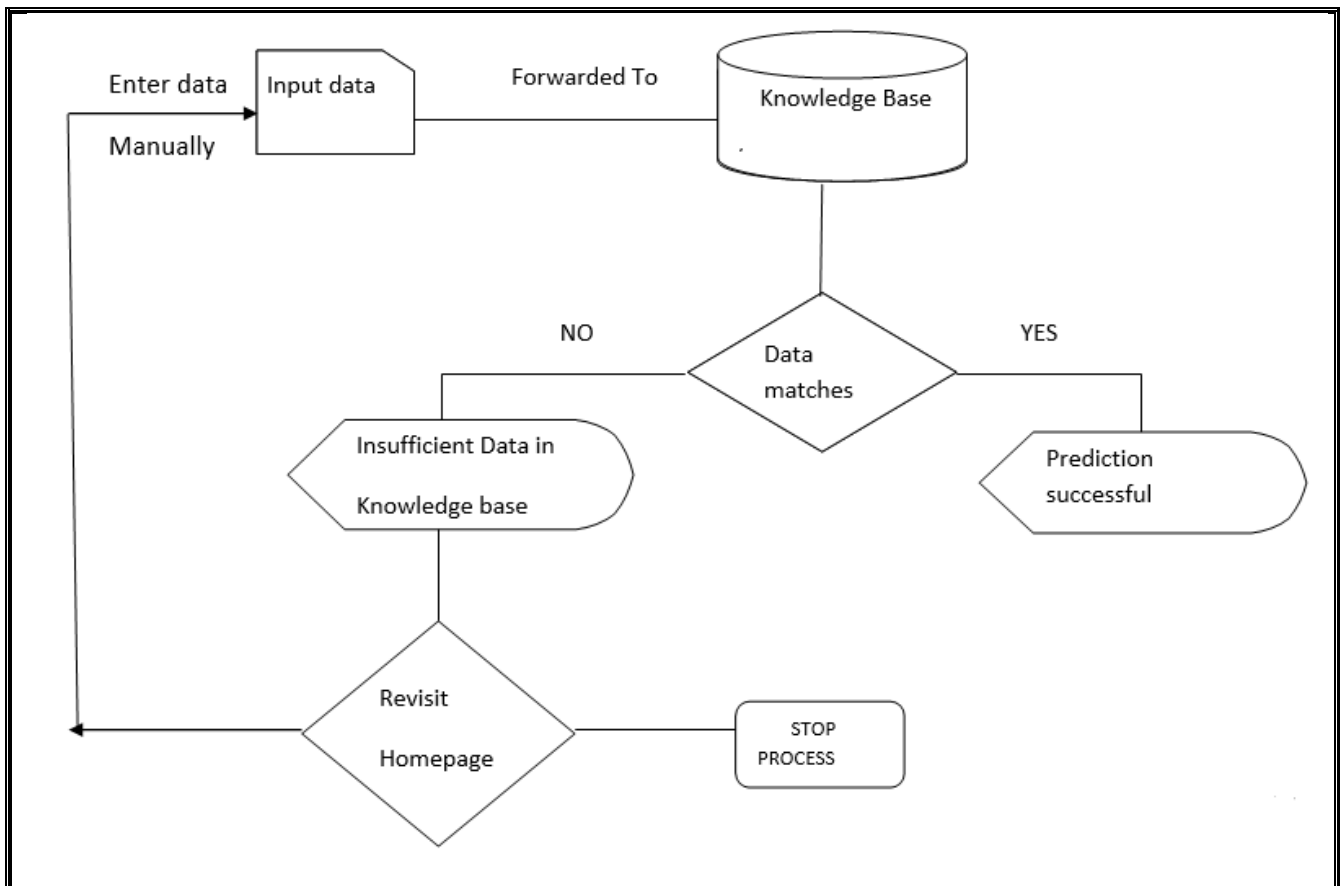 Enter data
Manually
Input data
Forwarded To
Knowledge Base
NO
YES
Data
matches
Insufficient Data in
Knowledge base
Prediction
successful
Revisit
Homepage
STOP
PROCESS